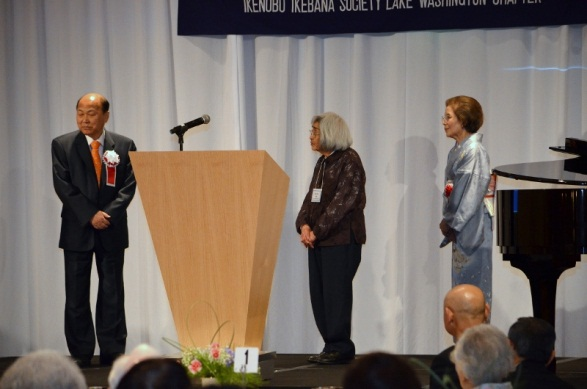 IKENOBO IKEBANA SOCIETY LAKE WASHINGTON CHAPTER
1